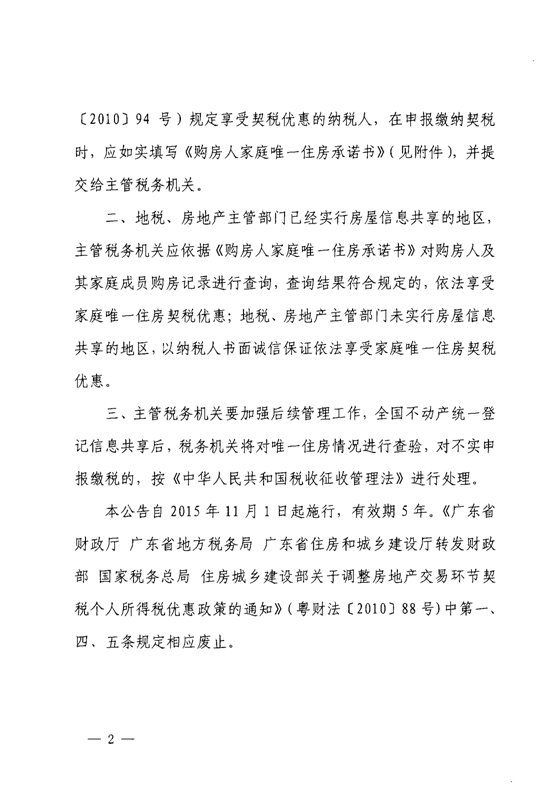 〔2010〕94 号）规定享受契税优惠的纳税人，在申报缴纳契税
时，应如实填写《购房人家庭唯一住房承诺书》（见附件），并提
交给主管税务机关。
二、地税、房地产主管部门已经实行房屋信息共享的地区，
主管税务机关应依据《购房人家庭唯一住房承诺书》对购房人及
其家庭成员购房记录进行查询，查询结果符合规定的，依法享受
家庭唯一住房契税优惠；地税、房地产主管部门未实行房屋信息
共享的地区，以纳税人书面诚信保证依法享受家庭唯一住房契税
优惠。
三、主管税务机关要加强后续管理工作，全国不动产统一登
记信息共享后，税务机关将对唯一住房情况进行查验，对不实申
报缴税的，按《中华人民共和国税收征收管理法》进行处理。
本公告自 2015 年 11 月 1 日起施行，有效期 5 年。《广东省
财政厅 广东省地方税务局 广东省住房和城乡建设厅转发财政
部 国家税务总局 住房城乡建设部关于调整房地产交易环节契
税个人所得税优惠政策的通知》（粤财法〔2010〕88 号）中第一、
四、五条规定相应废止。
— 2 —